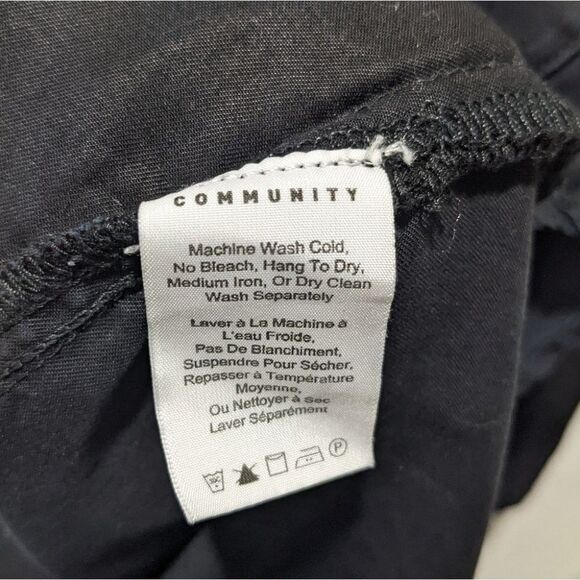 COMMUNITY
Machine Wash Cold,
No Bleach, Hang To Dry,
Medium Iron, Or Dry Clean
Wash Separately
Laver à La Machine à
L'eau Froide,
Pas De Blanchiment,
Suspendre Pour Sécher,
Repasser à Température
Moyenne,
Ou Nettoyer à Sec
Laver Séparément
P